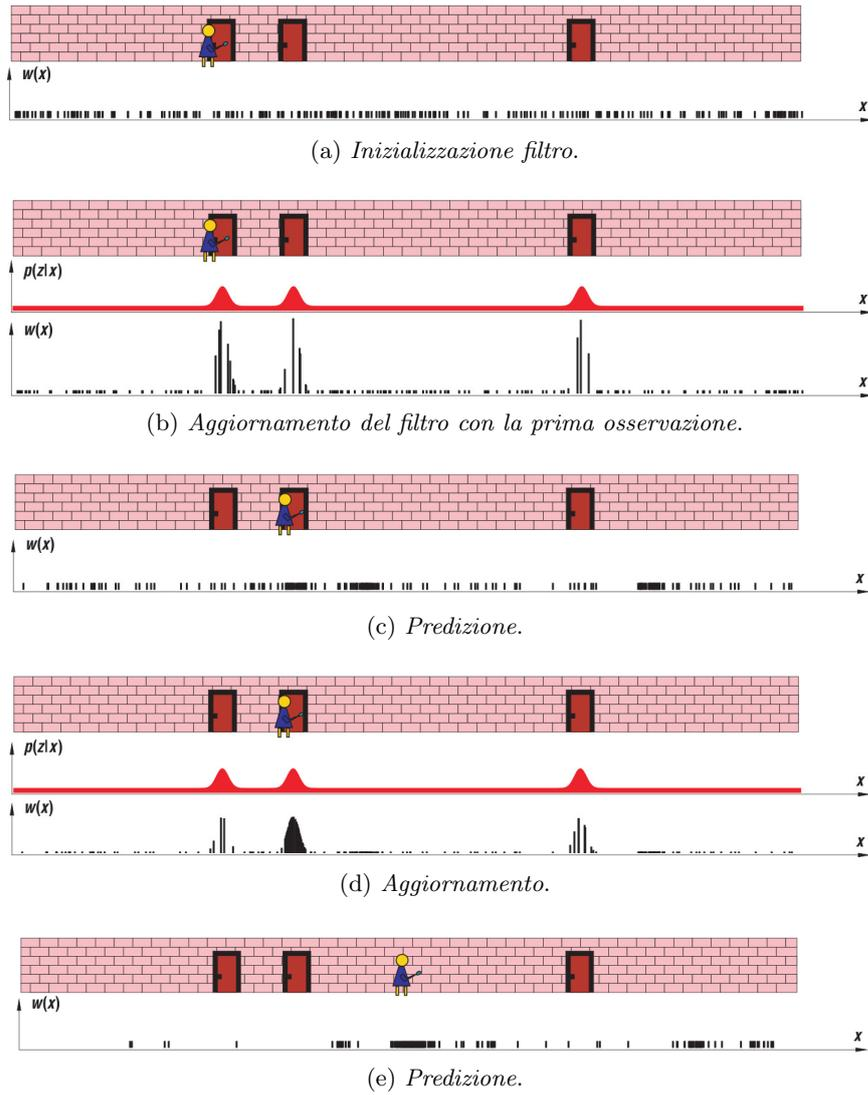 w(x)
x
(a) Inizializzazione filtro.
p(z|x)
x
w(x)
x
(b) Aggiornamento del filtro con la prima osservazione.
w(x)
x
(c) Predizione.
p(z|x)
x
w(x)
x
(d) Aggiornamento.
w(x)
x
(e) Predizione.